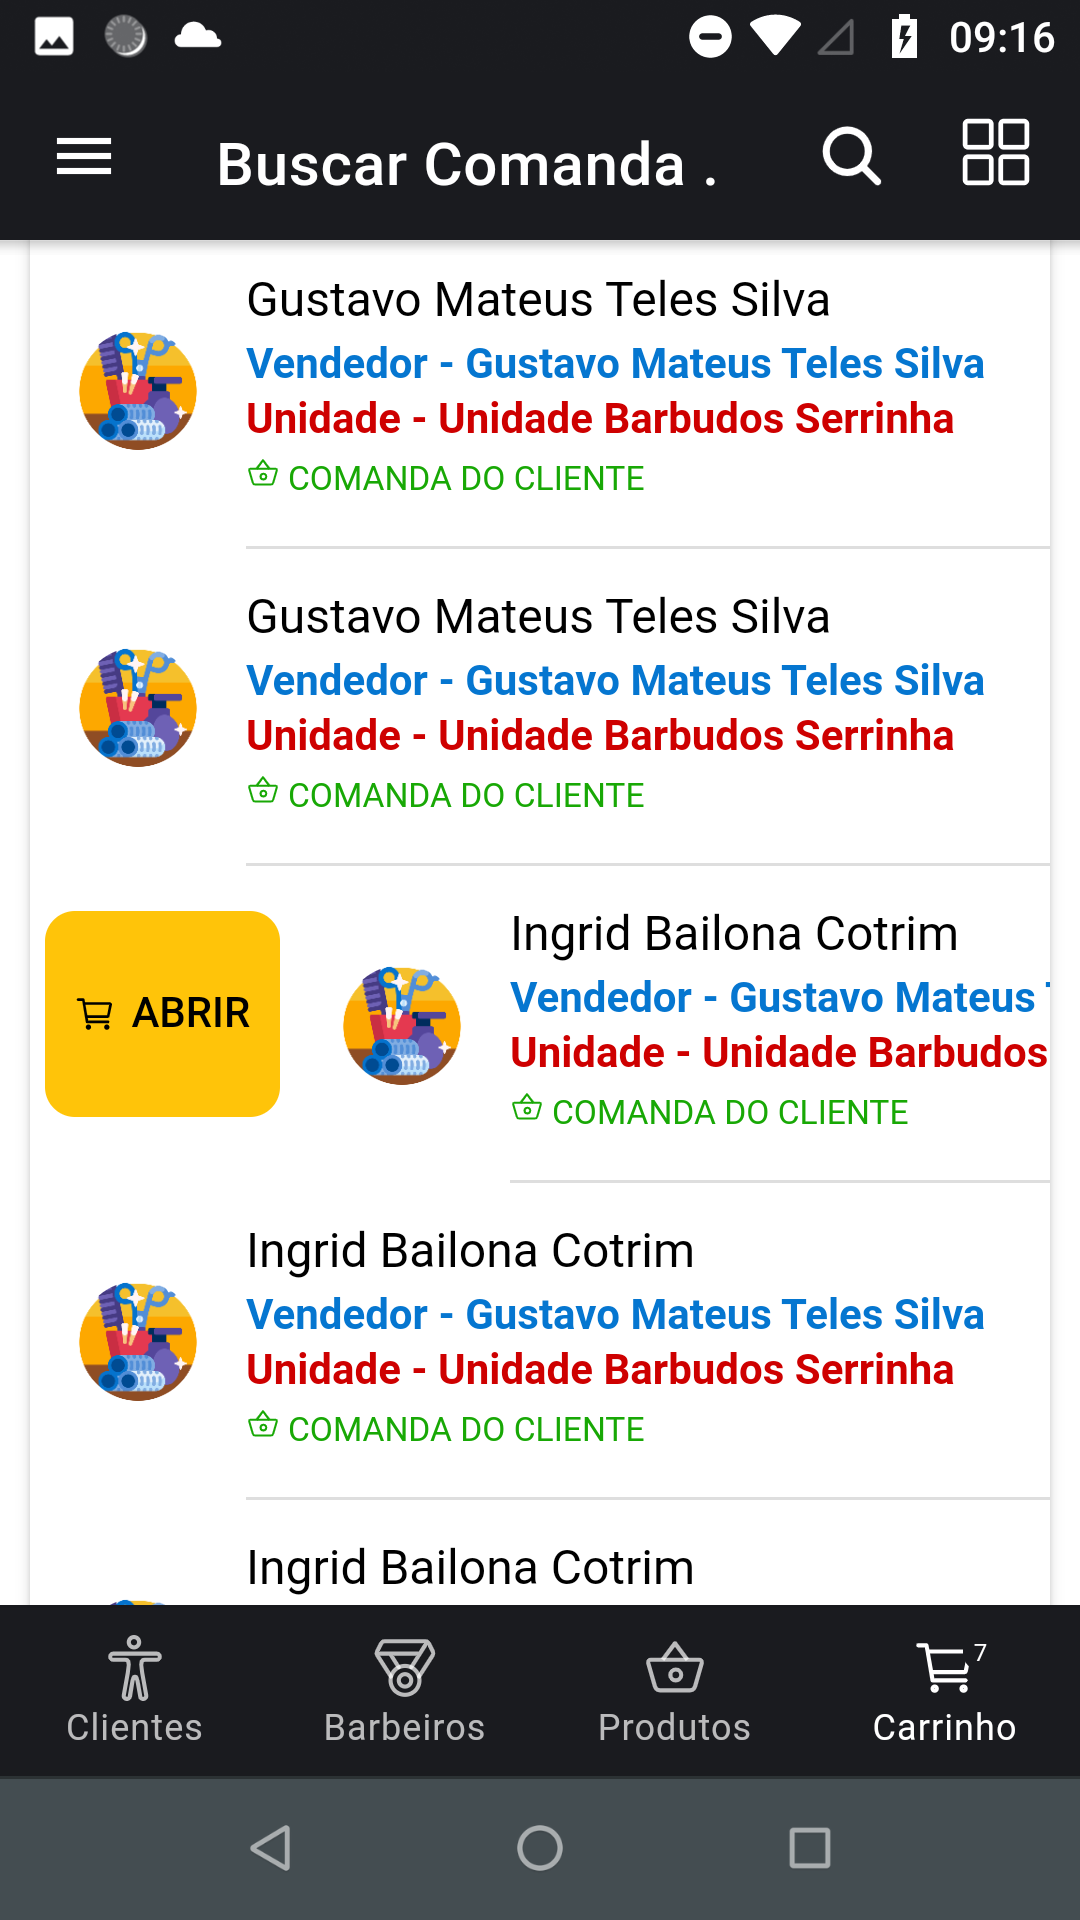 09:16
Buscar Comanda .
Gustavo Mateus Teles Silva
Vendedor - Gustavo Mateus Teles Silva
Unidade - Unidade Barbudos Serrinha
COMANDA DO CLIENTE
Gustavo Mateus Teles Silva
Vendedor - Gustavo Mateus Teles Silva
Unidade - Unidade Barbudos Serrinha
COMANDA DO CLIENTE
ABRIR
Ingrid Bailona Cotrim
Vendedor - Gustavo Mateus
Unidade - Unidade Barbudos
COMANDA DO CLIENTE
Ingrid Bailona Cotrim
Vendedor - Gustavo Mateus Teles Silva
Unidade - Unidade Barbudos Serrinha
COMANDA DO CLIENTE
Ingrid Bailona Cotrim
7
Clientes Barbeiros Produtos Carrinho